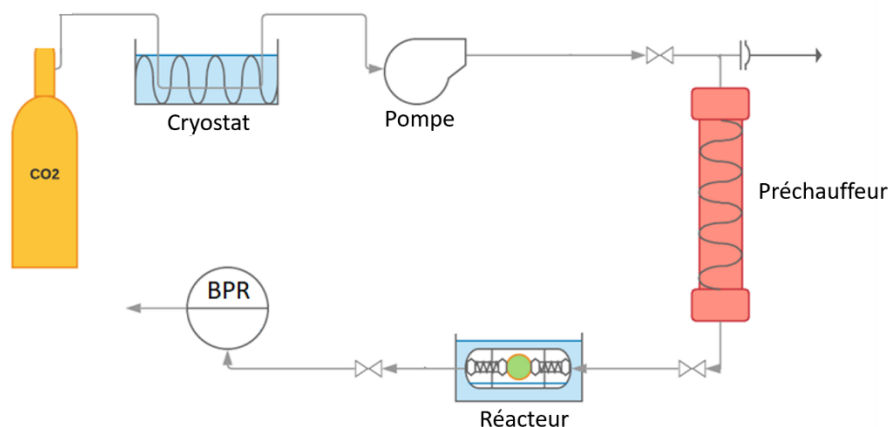 Cryostat
Pompe
CO2
Préchauffeur
BPR
Réacteur